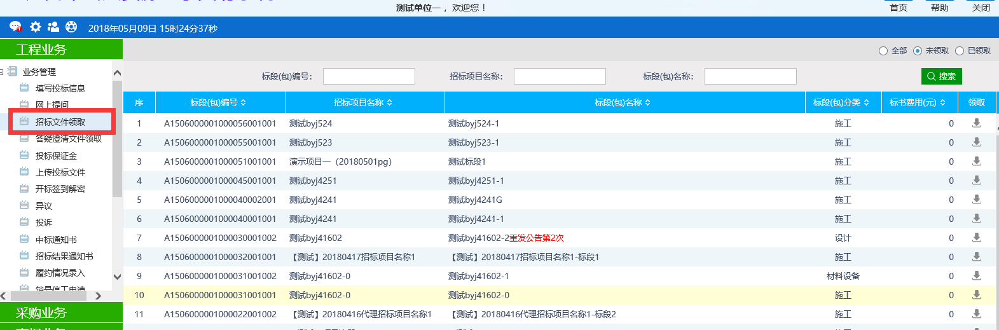 测试单位一 ，欢迎您！
首页 帮助 关闭
2018年05月09日 15时24分37秒
工程业务
业务管理
填写投标信息
网上提问
招标文件领取
答疑澄清文件领取
投标保证金
上传投标文件
开标签到解密
异议
投诉
中标通知书
招标结果通知书
履约情况录入
采购业务
全部 未领取 已领取
标段(包)编号： 招标项目名称： 标段(包)名称： 搜索
序 标段(包)编号 招标项目名称 标段(包)名称 标段(包)分类 标书费用(元) 领取
1 A1506000001000056001001 测试byj524 测试byj524-1 施工 0
2 A1506000001000055001001 测试byj523 测试byj523-1 施工 0
3 A1506000001000051001001 演示项目一（20180501pg） 测试标段1 施工 0
4 A1506000001000045001001 测试byj4251 测试byj4251-1 施工 0
5 A1506000001000040002001 测试byj4241 测试byj4241G 施工 0
6 A1506000001000040001001 测试byj4241 测试byj4241-1 施工 0
7 A1506000001000030001002 测试byj41602 测试byj41602-2重发公告第2次 设计 0
8 A1506000001000032001001 【测试】20180417招标项目名称1 【测试】20180417招标项目名称1-标段1 施工 0
9 A1506000001000031001002 测试byj41602-0 测试byj41602-1 材料设备 0
10 A1506000001000031001001 测试byj41602-0 测试byj41602-0 施工 0
11 A1506000001000022001002 【测试】20180416代理招标项目名称1 【测试】20180416代理招标项目名称1-标段2 施工 0